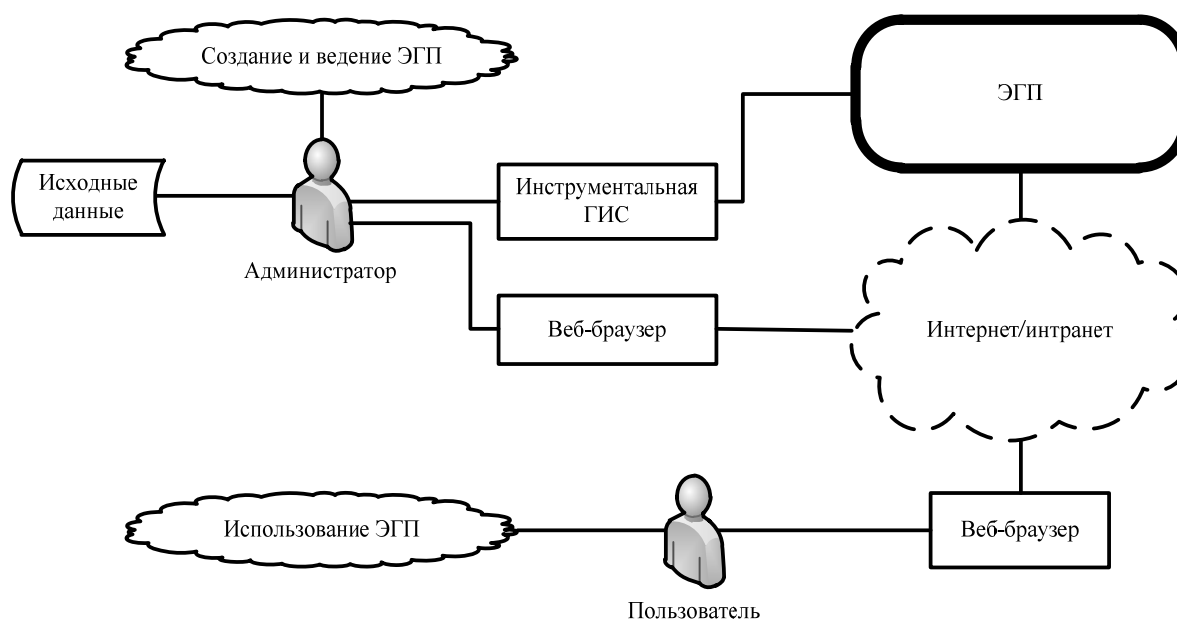 Создание и ведение ЭГП
ЭГП
Исходные
данные
Инструментальная
ГИС
Администратор
Веб-браузер
Интернет/интранет
Использование ЭГП
Веб-браузер
Пользователь